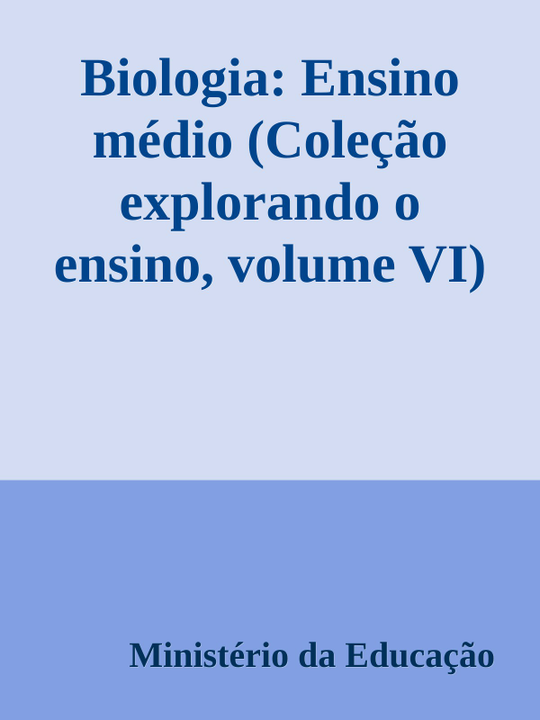 Biologia: Ensino
médio (Coleção
explorando o
ensino, volume VI)
Ministério da Educação